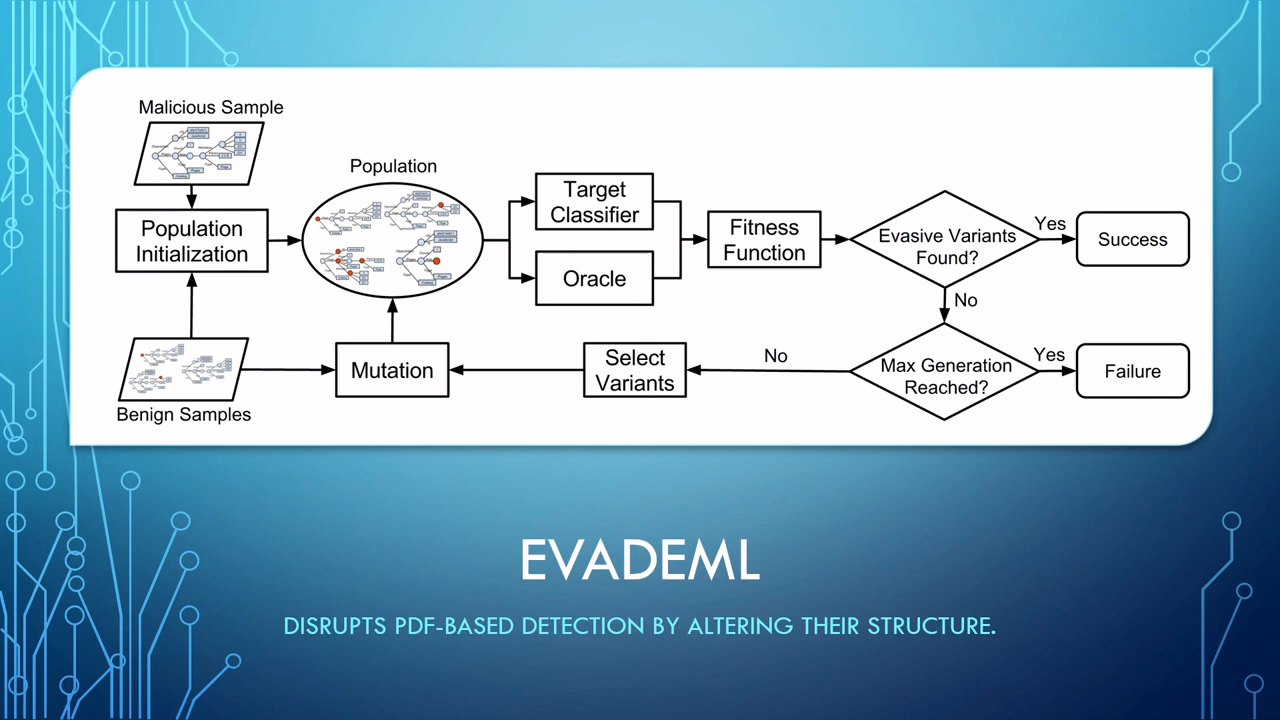 Malicious Sample
Population
Initialization
Population
Target
Classifier
Oracle
Fitness
Function
Evasive Variants
Found?
Yes
Success
No
Max Generation
Reached?
Yes
Failure
No
Select
Variants
Mutation
Benign Samples
EVADEML
DISRUPTS PDF-BASED DETECTION BY ALTERING THEIR STRUCTURE.